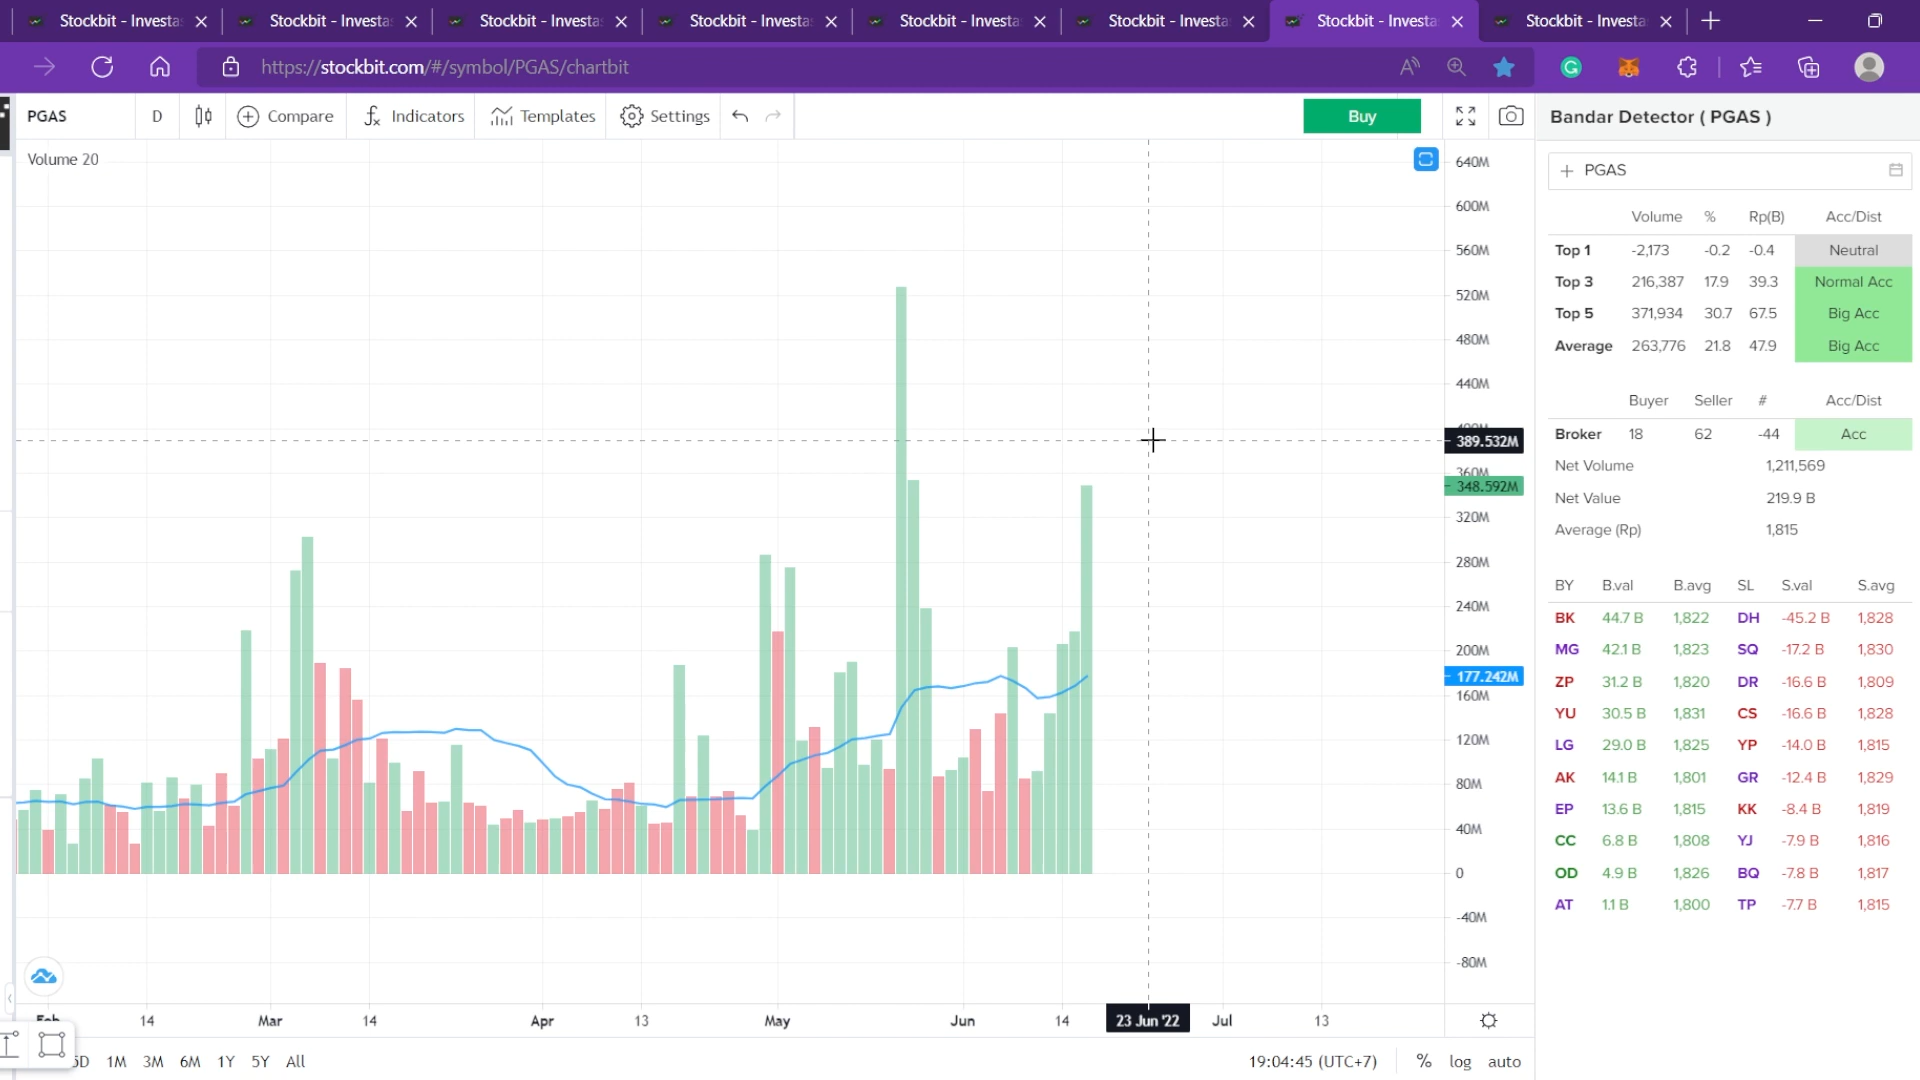 Stockbit - Investa Stockbit - Investa Stockbit - Investa Stockbit - Investa Stockbit - Investa Stockbit - Investa Stockbit - Investa Stockbit - Investa
https://stockbit.com/#/symbol/PGAS/chartbit
PGAS D Compare Indicators Templates Settings Buy
Volume 20
640M
600M
560M
520M
480M
440M
389.532M
360M
348.592M
320M
280M
240M
200M
177.242M
160M
120M
80M
40M
0
-40M
-80M
Feb 14 Mar 14 Apr 13 May Jun 14 23 Jun '22 Jul 13
5D 1M 3M 6M 1Y 5Y All 19:04:45 (UTC+7) % log auto
Bandar Detector ( PGAS )
PGAS
Volume % Rp(B) Acc/Dist
Top 1 -2,173 -0.2 -0.4 Neutral
Top 3 216,387 17.9 39.3 Normal Acc
Top 5 371,934 30.7 67.5 Big Acc
Average 263,776 21.8 47.9 Big Acc
Buyer Seller # Acc/Dist
Broker 18 62 -44 Acc
Net Volume 1,211,569
Net Value 219.9 B
Average (Rp) 1,815
BY B.val B.avg SL S.val S.avg
BK 44.7 B 1,822 DH -45.2 B 1,828
MG 42.1 B 1,823 SQ -17.2 B 1,830
ZP 31.2 B 1,820 DR -16.6 B 1,809
YU 30.5 B 1,831 CS -16.6 B 1,828
LG 29.0 B 1,825 YP -14.0 B 1,815
AK 14.1 B 1,801 GR -12.4 B 1,829
EP 13.6 B 1,815 KK -8.4 B 1,819
CC 6.8 B 1,808 YJ -7.9 B 1,816
OD 4.9 B 1,826 BQ -7.8 B 1,817
AT 1.1 B 1,800 TP -7.7 B 1,815